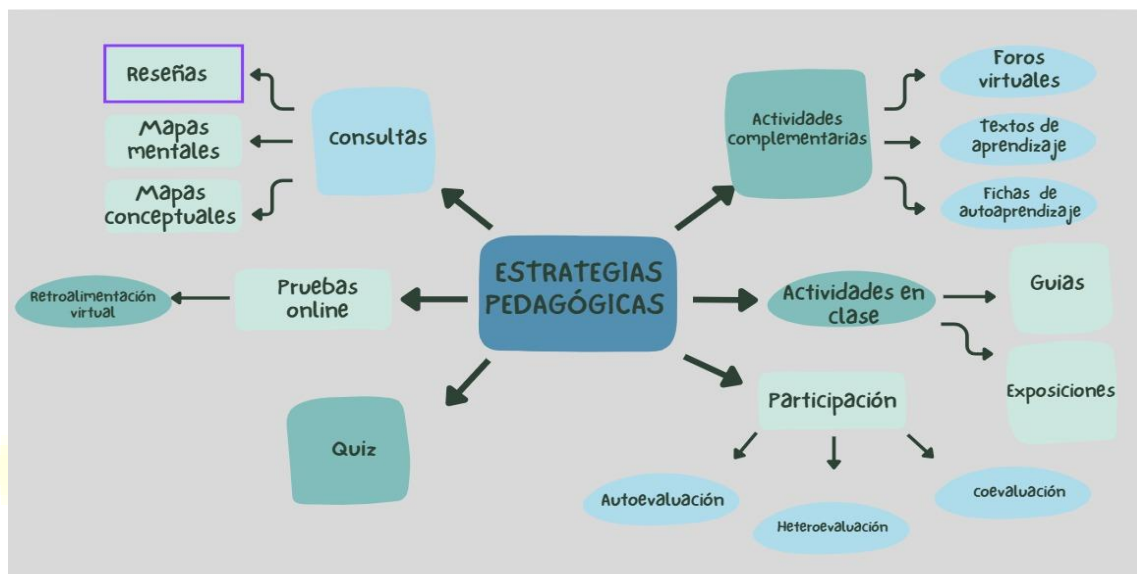 Reseñas
Mapas
mentales
Mapas
conceptuales
Consultas
Actividades
complementarias
Foros
virtuales
Textos de
aprendizaje
Fichas de
autoaprendizaje
ESTRATEGIAS
PEDAGÓGICAS
Retroalimentación
virtual
Pruebas
online
Actividades en
clase
Guias
Exposiciones
Quiz
Participación
Autoevaluación
Heteroevaluación
Coevaluación